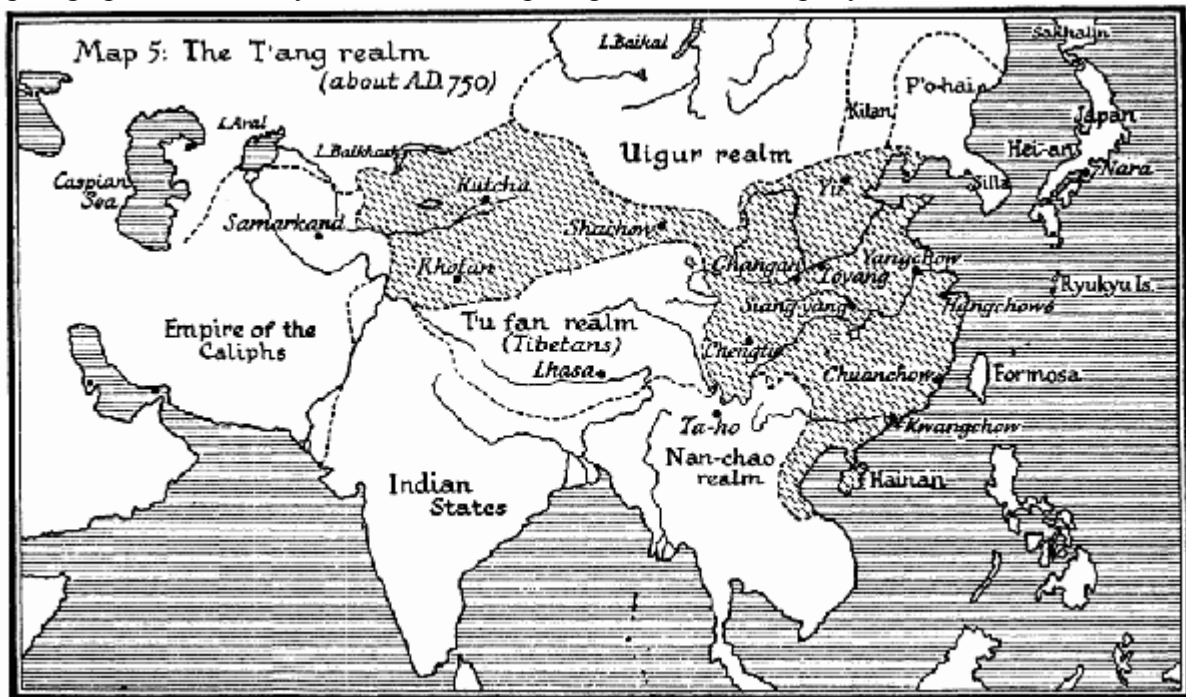 Map 5: The T'ang realm
(about A.D. 750)
L.Baikal
Sakhalin
P'o-hai
Kilan
Japan
L.Aral
L.Balkhash
Uigur realm
Hei-an
Nara
Caspian
Sea
Kutcha
Yu
Silla
Samarkand
Shachow
Khotan
Changan
Loyang
Yangchow
Ryukyu Is.
Siang-yang
Hangchow
Empire of the
Caliphs
Tu fan realm
(Tibetans)
Lhasa
Chengtu
Chuanchow
Formosa
Ta-ho
Kwangchow
Nan-chao
realm
Hainan
Indian
States